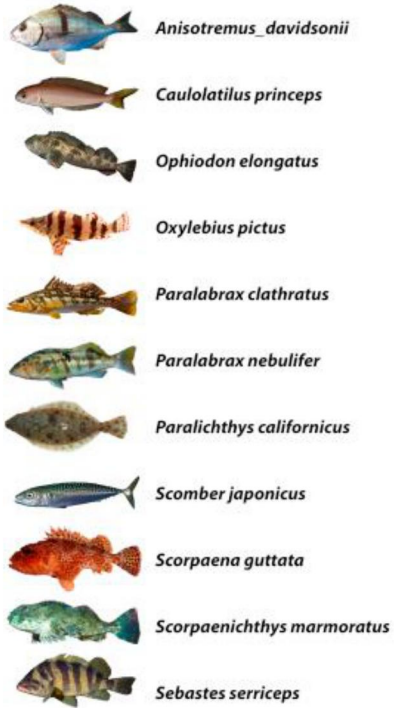 Anisotremus_davidsonii
Caulolatilus princeps
Ophiodon elongatus
Oxylebius pictus
Paralabrax clathratus
Paralabrax nebulifer
Paralichthys californicus
Scomber japonicus
Scorpaena guttata
Scorpaenichthys marmoratus
Sebastes serriceps